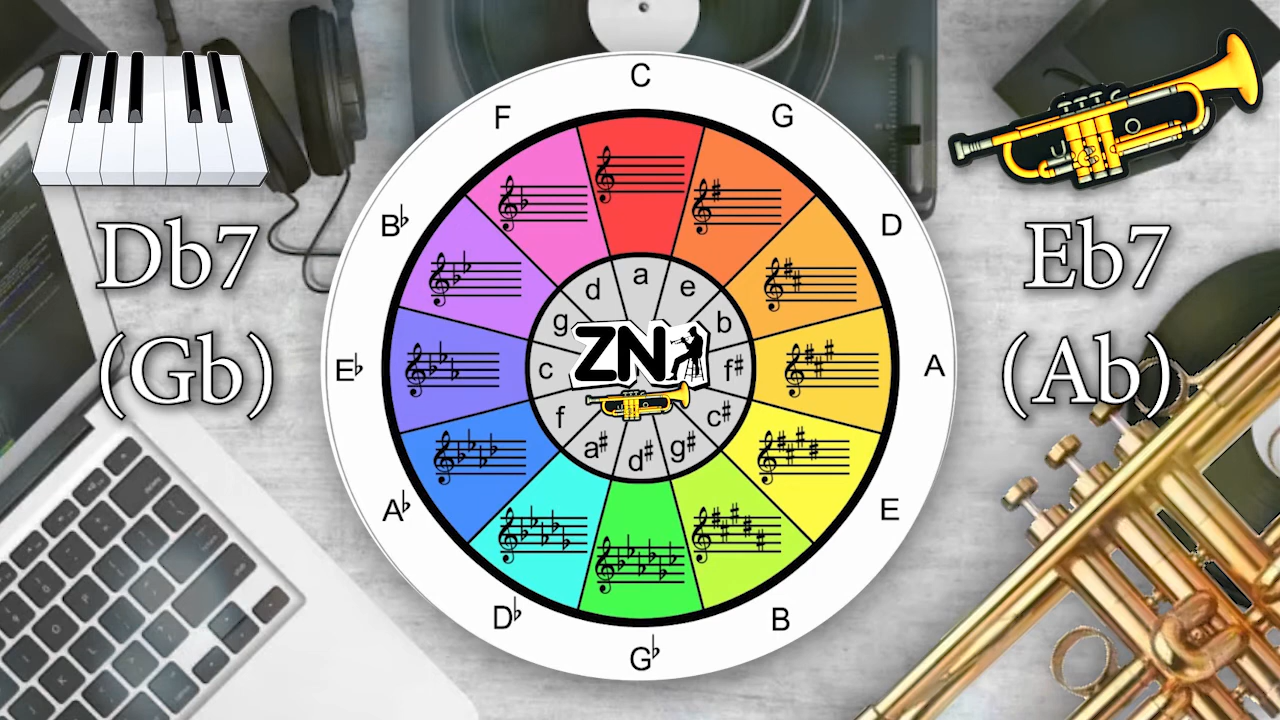 C
F
G
B♭
D
Db7
Eb7
a
d
e
g
b
ZN
(Gb)
E♭
c
f#
A
(Ab)
f
c#
a#
g#
d#
A♭
E
D♭
B
G♭